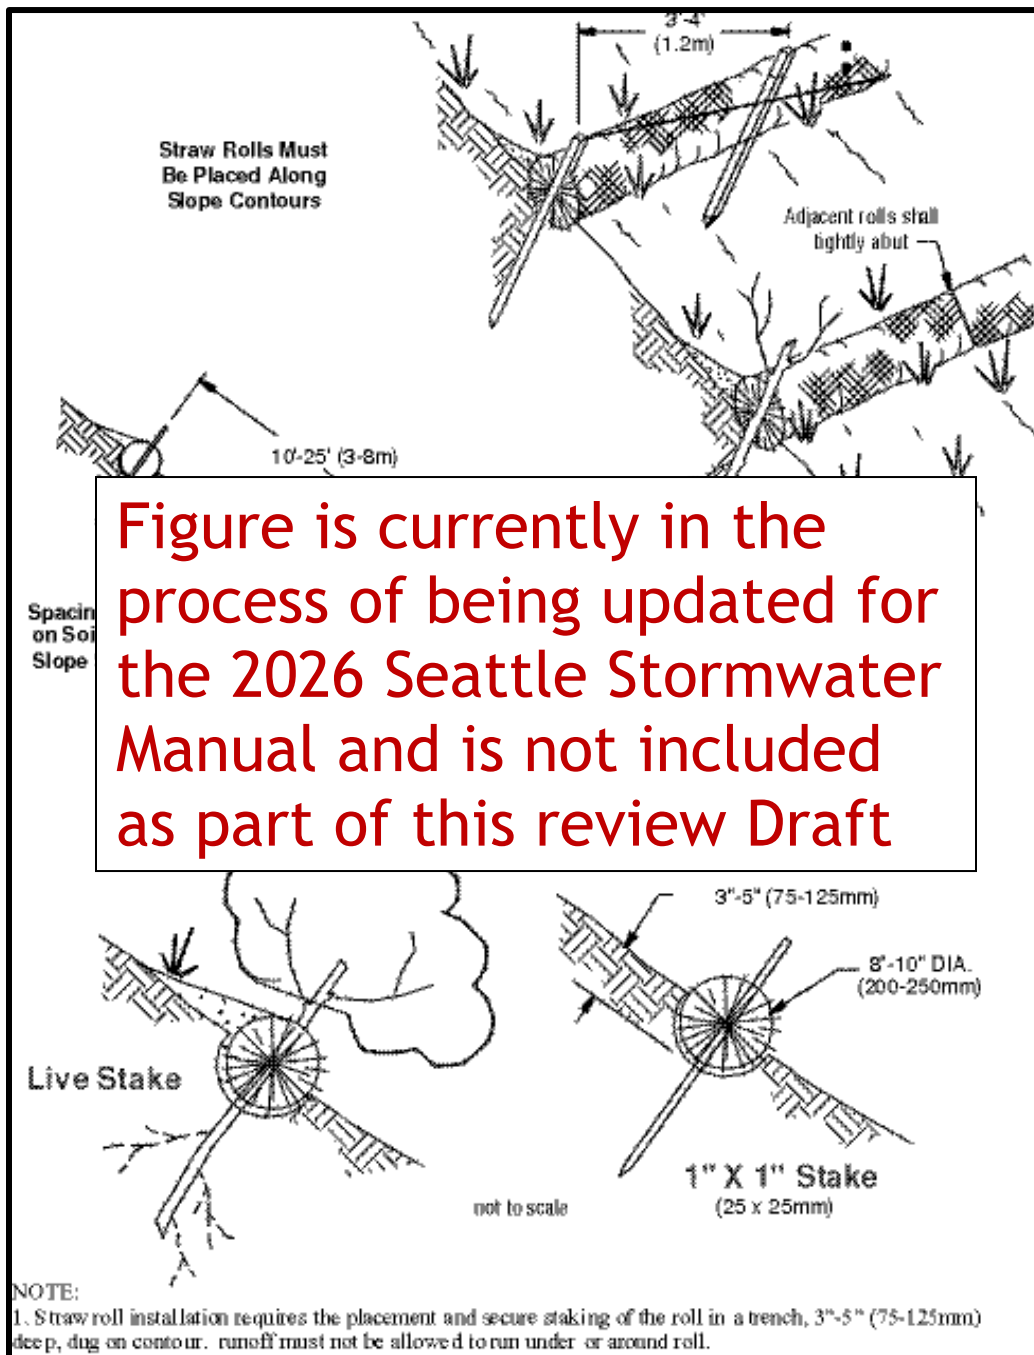 3'-4'
(1.2m)
Straw Rolls Must
Be Placed Along
Slope Contours
Adjacent rolls shall
tightly abut
10'-25' (3-8m)
Figure is currently in the
process of being updated for
the 2026 Seattle Stormwater
Manual and is not included
as part of this review Draft
on
Slope
3"-5" (75-125mm)
8"-10" DIA.
(200-250mm)
Live Stake
1" X 1" Stake
(25 x 25mm)
not to scale
NOTE:
1. Straw roll installation requires the placement and secure staking of the roll in a trench, 3"-5" (75-125mm)
deep, dug on contour. runoff must not be allowed to run under or around roll.